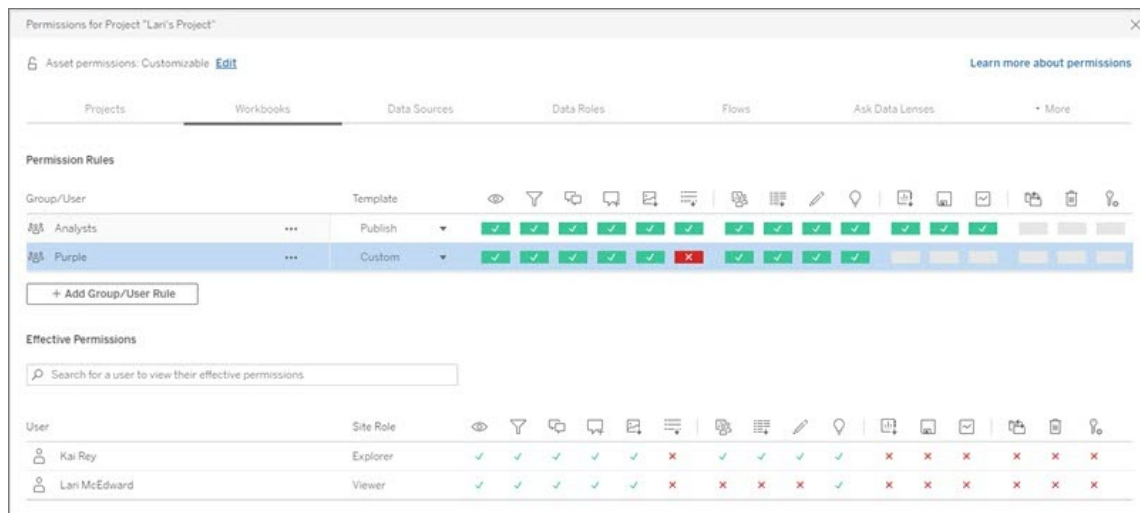 Permissions for Project "Lari's Project"
Asset permissions: Customizable Edit Learn more about permissions
Projects Workbooks Data Sources Data Roles Flows Ask Data Lenses • More
Permission Rules
Group/User Template
Analysts ••• Publish
Purple ••• Custom
+ Add Group/User Rule
Effective Permissions
Search for a user to view their effective permissions
User Site Role
Kai Rey Explorer
Lari McEdward Viewer